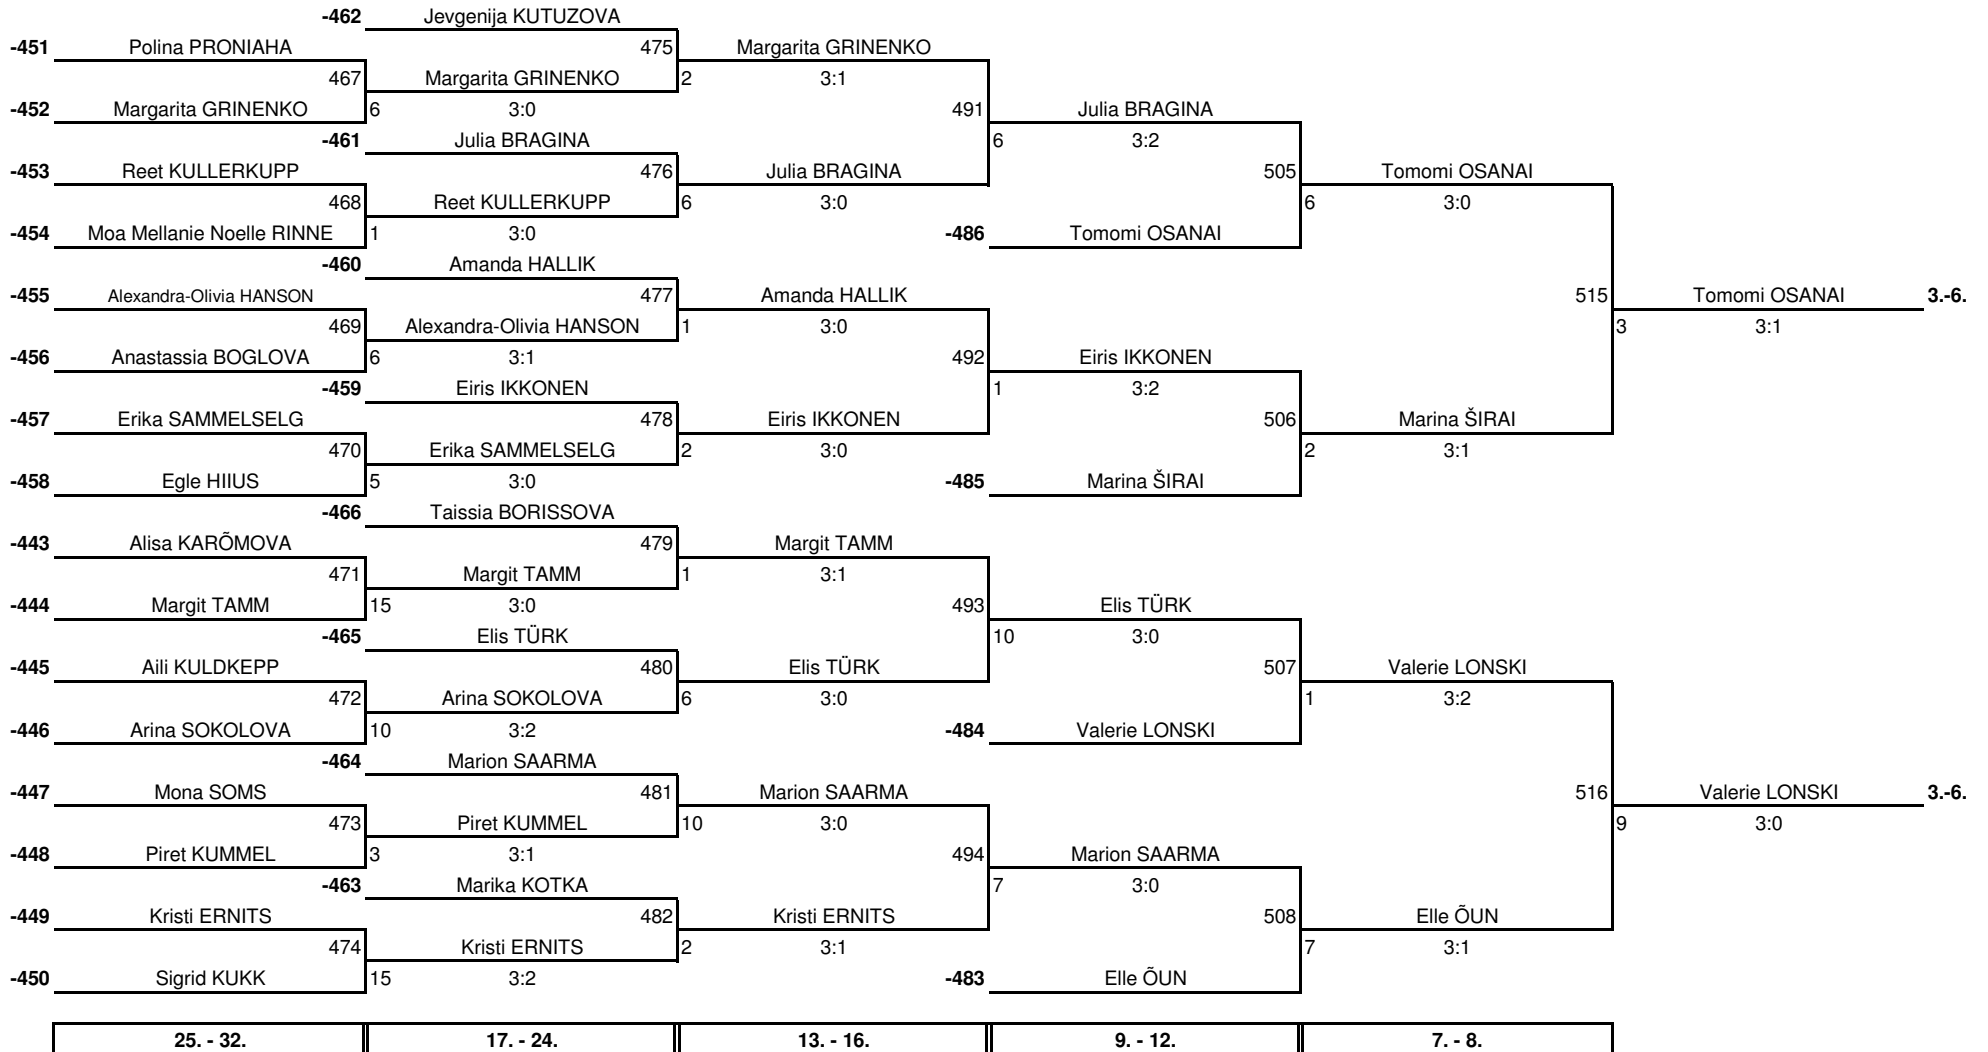 -462 Jevgenija KUTUZOVA
-451 Polina PRONIAHA 475 Margarita GRINENKO
467 Margarita GRINENKO 2 3:1
-452 Margarita GRINENKO 6 3:0 491 Julia BRAGINA
-461 Julia BRAGINA 6 3:2
-453 Reet KULLERKUPP 476 Julia BRAGINA 505 Tomomi OSANAI
468 Reet KULLERKUPP 6 3:0 6 3:0
-454 Moa Mellanie Noelle RINNE 1 3:0 -486 Tomomi OSANAI
-460 Amanda HALLIK
-455 Alexandra-Olivia HANSON 477 Amanda HALLIK 515 Tomomi OSANAI 3.-6.
469 Alexandra-Olivia HANSON 1 3:0 3 3:1
-456 Anastassia BOGLOVA 6 3:1 492 Eiris IKKONEN
-459 Eiris IKKONEN 1 3:2
-457 Erika SAMMELSELG 478 Eiris IKKONEN 506 Marina ŠIRAI
470 Erika SAMMELSELG 2 3:0 2 3:1
-458 Egle HIIUS 5 3:0 -485 Marina ŠIRAI
-466 Taissia BORISSOVA
-443 Alisa KARÕMOVA 479 Margit TAMM
471 Margit TAMM 1 3:1
-444 Margit TAMM 15 3:0 493 Elis TÜRK
-465 Elis TÜRK 10 3:0
-445 Aili KULDKEPP 480 Elis TÜRK 507 Valerie LONSKI
472 Arina SOKOLOVA 6 3:0 1 3:2
-446 Arina SOKOLOVA 10 3:2 -484 Valerie LONSKI
-464 Marion SAARMA
-447 Mona SOMS 481 Marion SAARMA 516 Valerie LONSKI 3.-6.
473 Piret KUMMEL 10 3:0 9 3:0
-448 Piret KUMMEL 3 3:1 494 Marion SAARMA
-463 Marika KOTKA 7 3:0
-449 Kristi ERNITS 482 Kristi ERNITS 508 Elle ÕUN
474 Kristi ERNITS 2 3:1 7 3:1
-450 Sigrid KUKK 15 3:2 -483 Elle ÕUN
25. - 32. 17. - 24. 13. - 16. 9. - 12. 7. - 8.